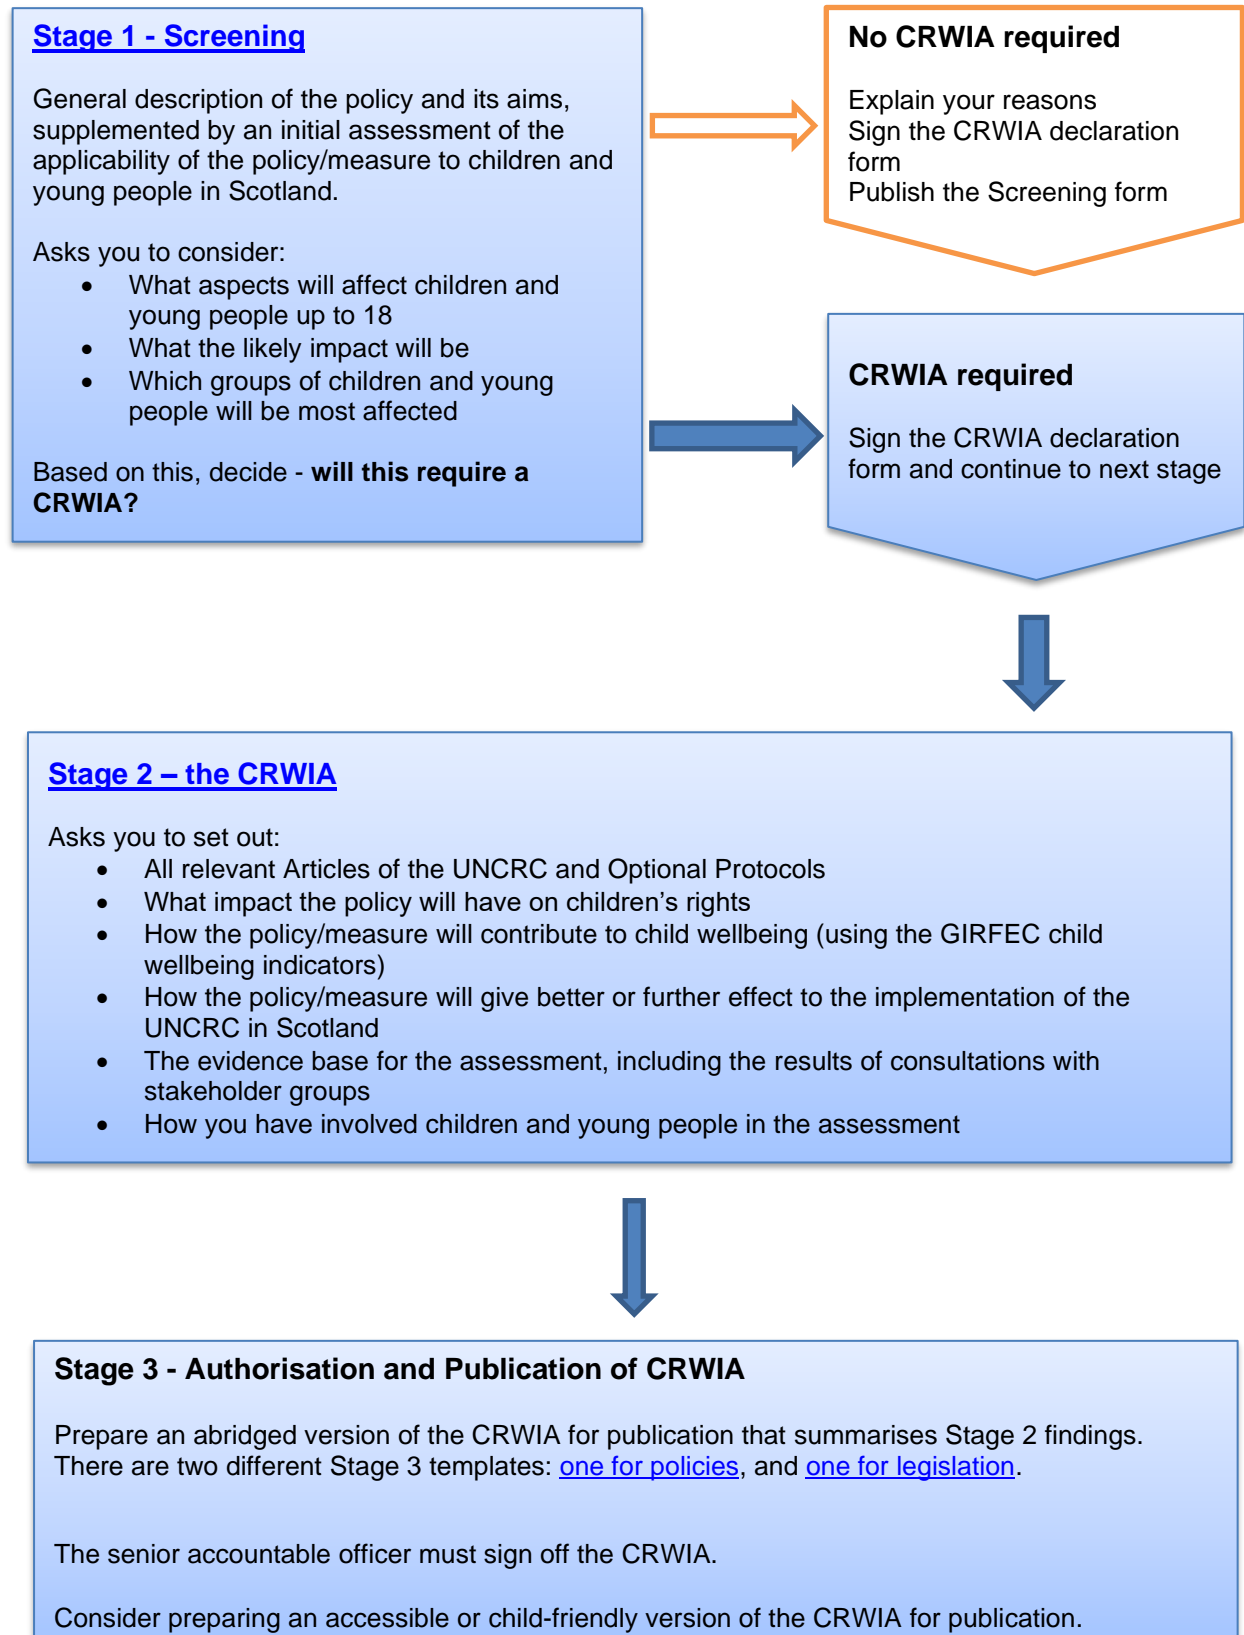 Stage 1 - Screening
General description of the policy and its aims,
supplemented by an initial assessment of the
applicability of the policy/measure to children and
young people in Scotland.
Asks you to consider:
• What aspects will affect children and
young people up to 18
• What the likely impact will be
• Which groups of children and young
people will be most affected
Based on this, decide - will this require a
CRWIA?
No CRWIA required
Explain your reasons
Sign the CRWIA declaration
form
Publish the Screening form
CRWIA required
Sign the CRWIA declaration
form and continue to next stage
Stage 2 – the CRWIA
Asks you to set out:
• All relevant Articles of the UNCRC and Optional Protocols
• What impact the policy will have on children’s rights
• How the policy/measure will contribute to child wellbeing (using the GIRFEC child
wellbeing indicators)
• How the policy/measure will give better or further effect to the implementation of the
UNCRC in Scotland
• The evidence base for the assessment, including the results of consultations with
stakeholder groups
• How you have involved children and young people in the assessment
Stage 3 - Authorisation and Publication of CRWIA
Prepare an abridged version of the CRWIA for publication that summarises Stage 2 findings.
There are two different Stage 3 templates: one for policies, and one for legislation.
The senior accountable officer must sign off the CRWIA.
Consider preparing an accessible or child-friendly version of the CRWIA for publication.